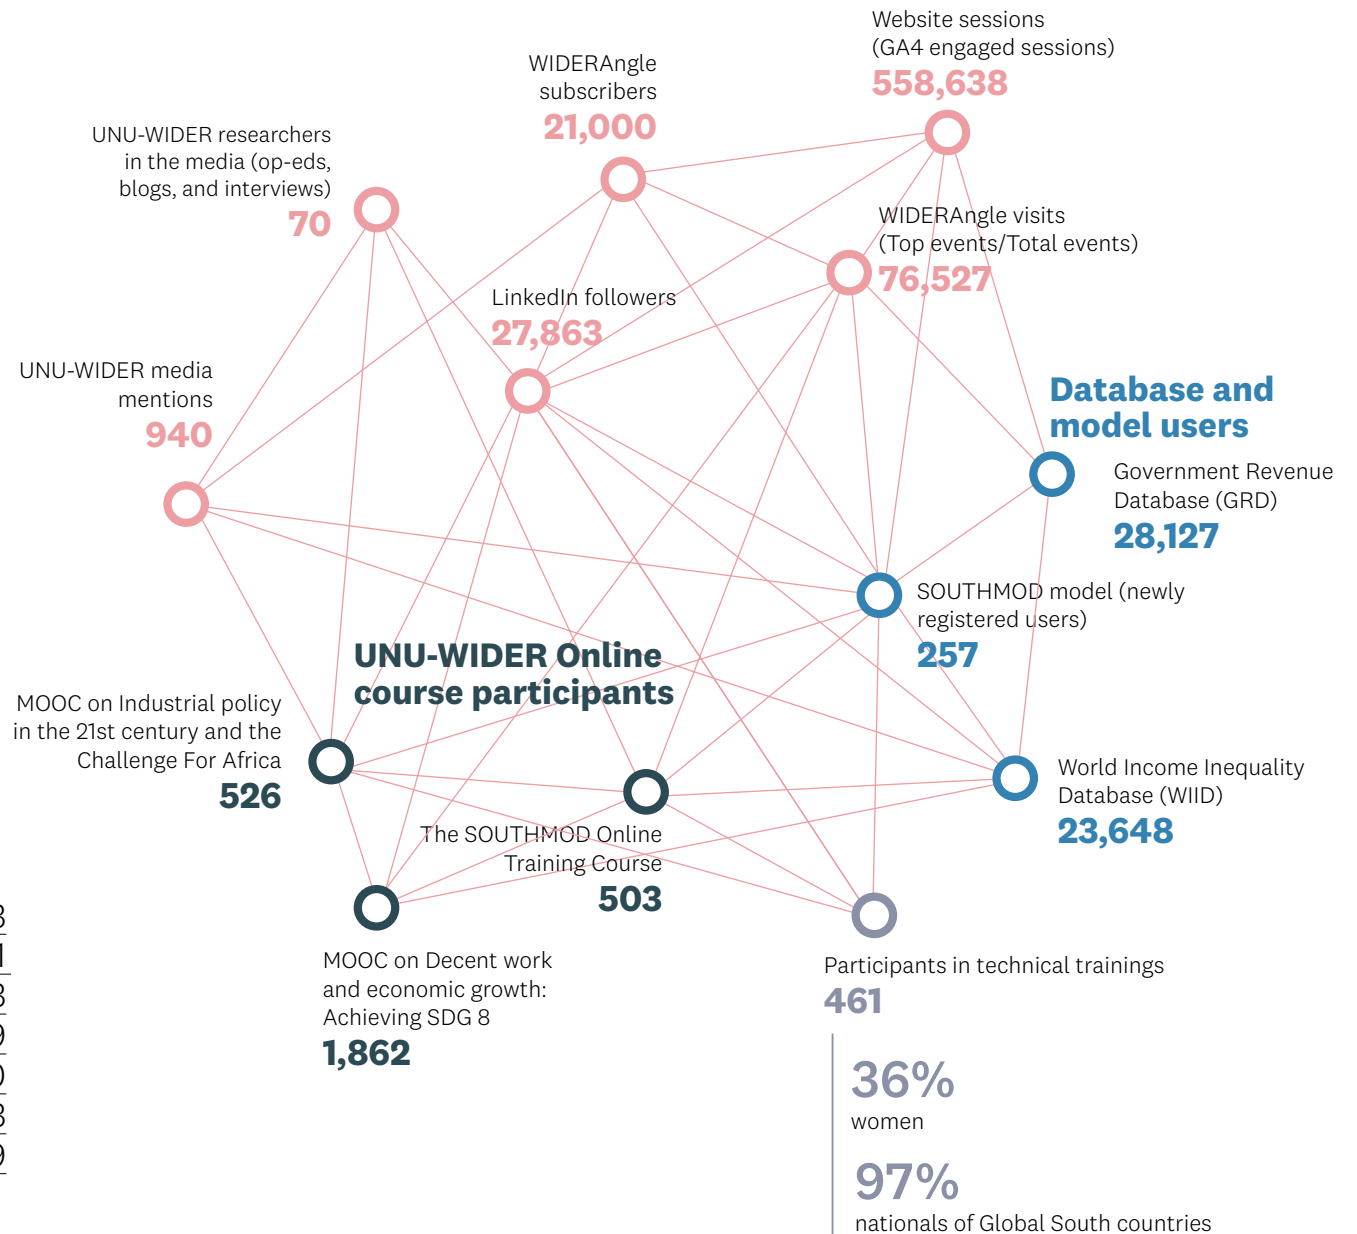 Website sessions
(GA4 engaged sessions)
558,638
WIDERAngle
subscribers
21,000
UNU-WIDER researchers
in the media (op-eds,
blogs, and interviews)
70
WIDERAngle visits
(Top events/Total events)
76,527
LinkedIn followers
27,863
UNU-WIDER media
mentions
940
Database and
model users
Government Revenue
Database (GRD)
28,127
SOUTHMOD model (newly
registered users)
257
UNU-WIDER Online
course participants
MOOC on Industrial policy
in the 21st century and the
Challenge For Africa
526
World Income Inequality
Database (WIID)
23,648
The SOUTHMOD Online
Training Course
503
MOOC on Decent work
and economic growth:
Achieving SDG 8
1,862
Participants in technical trainings
461
36%
women
97%
nationals of Global South countries